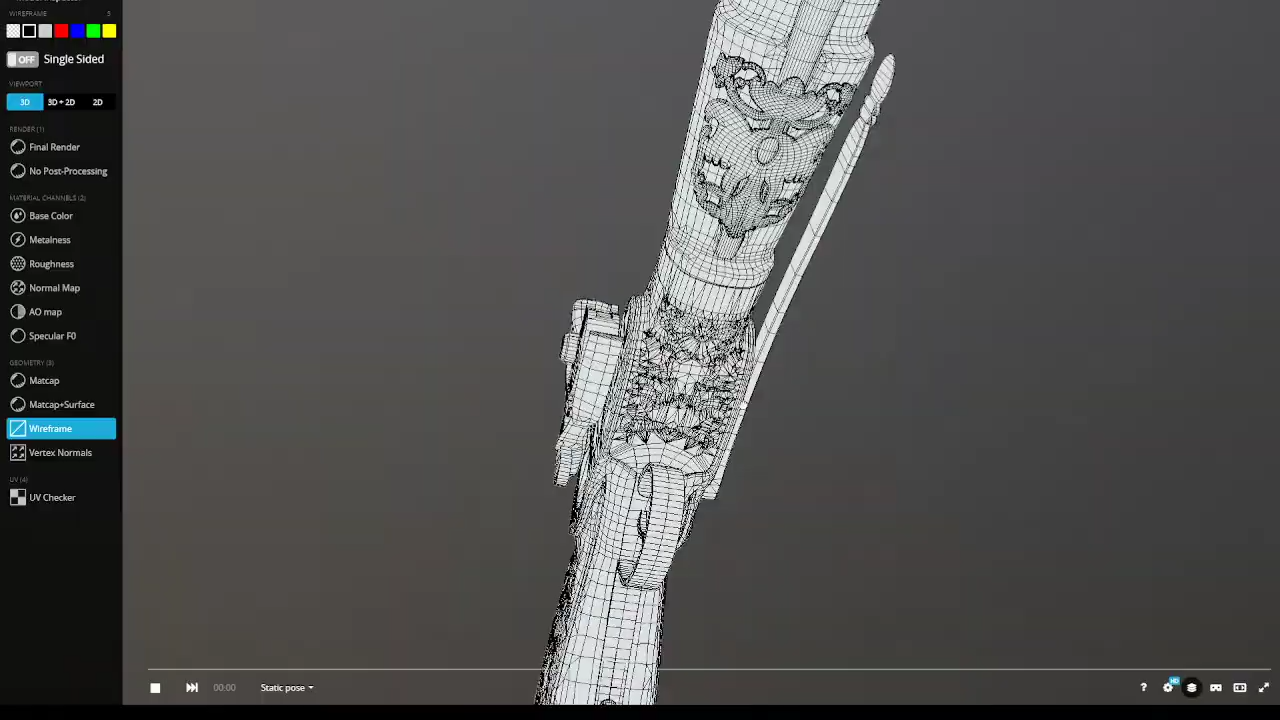 WIREFRAME
OFF Single Sided
VIEWPORT
3D 3D + 2D 2D
RENDER (1)
Final Render
No Post-Processing
MATERIAL CHANNELS (2)
Base Color
Metalness
Roughness
Normal Map
AO map
Specular F0
GEOMETRY (3)
Matcap
Matcap+Surface
Wireframe
Vertex Normals
UV (4)
UV Checker
00:00 Static pose
? HD